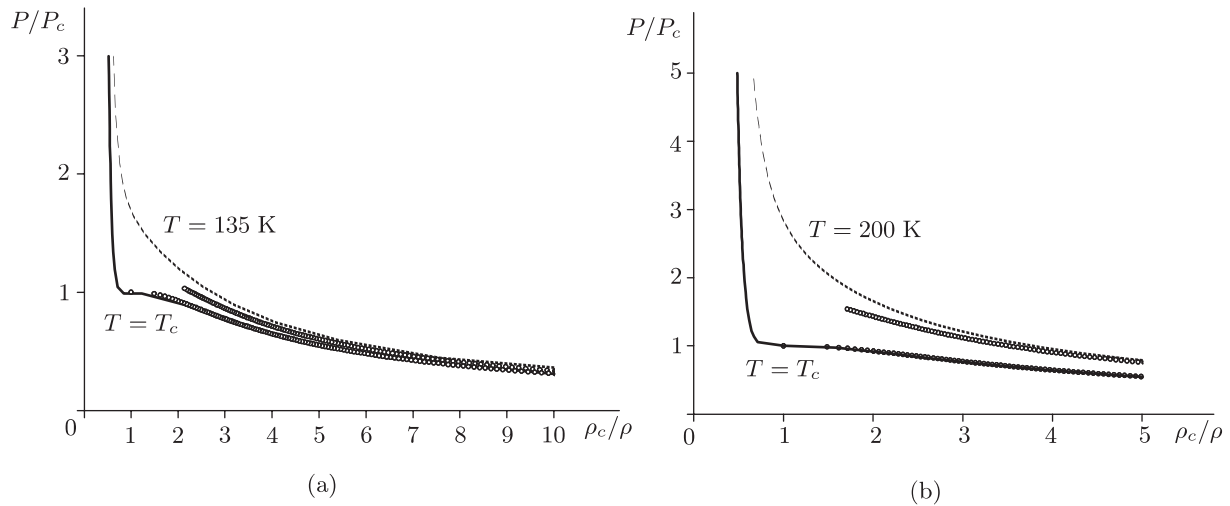 P/P_c
3
2
1
0
T = 135 K
T = T_c
1 2 3 4 5 6 7 8 9 10 ρ_c/ρ
(a)
P/P_c
5
4
3
2
1
0
T = 200 K
T = T_c
1 2 3 4 5 ρ_c/ρ
(b)